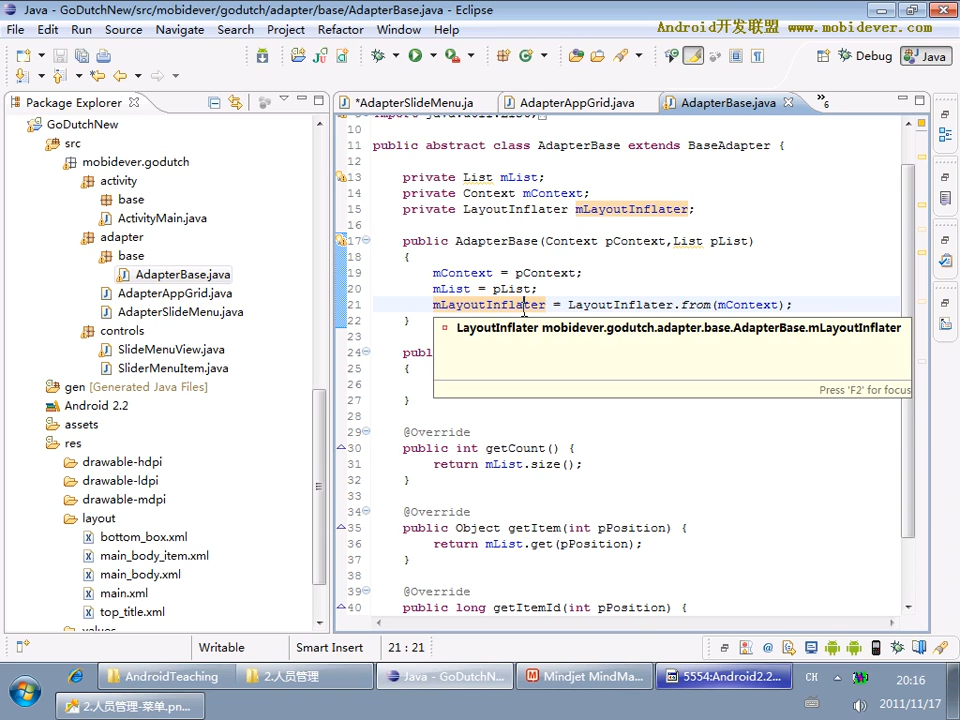 Java - GoDutchNew/src/mobidever/godutch/adapter/base/AdapterBase.java - Eclipse
File Edit Run Source Navigate Search Project Refactor Window Help
Android开发联盟 www.mobidever.com
Debug Java
Package Explorer
*AdapterSlideMenu.ja AdapterAppGrid.java AdapterBase.java »6
GoDutchNew
src
mobidever.godutch
activity
base
ActivityMain.java
adapter
base
AdapterBase.java
AdapterAppGrid.java
AdapterSlideMenu.java
controls
SlideMenuView.java
SliderMenuItem.java
gen [Generated Java Files]
Android 2.2
assets
res
drawable-hdpi
drawable-ldpi
drawable-mdpi
layout
bottom_box.xml
main_body_item.xml
main_body.xml
main.xml
top_title.xml
values
9 import java.util.List;
10
11 public abstract class AdapterBase extends BaseAdapter {
12
13 private List mList;
14 private Context mContext;
15 private LayoutInflater mLayoutInflater;
16
17 public AdapterBase(Context pContext,List pList)
18 {
19 mContext = pContext;
20 mList = pList;
21 mLayoutInflater = LayoutInflater.from(mContext);
22 }
LayoutInflater mobidever.godutch.adapter.base.AdapterBase.mLayoutInflater
Press 'F2' for focus
23
24 publ
25 {
26
27 }
28
29 @Override
30 public int getCount() {
31 return mList.size();
32 }
33
34 @Override
35 public Object getItem(int pPosition) {
36 return mList.get(pPosition);
37 }
38
39 @Override
40 public long getItemId(int pPosition) {
Writable Smart Insert 21 : 21
AndroidTeaching 2.人员管理 Java - GoDutchN... Mindjet MindMa... 5554:Android2.2... CH 20:16
2.人员管理-菜单.pn... 2011/11/17